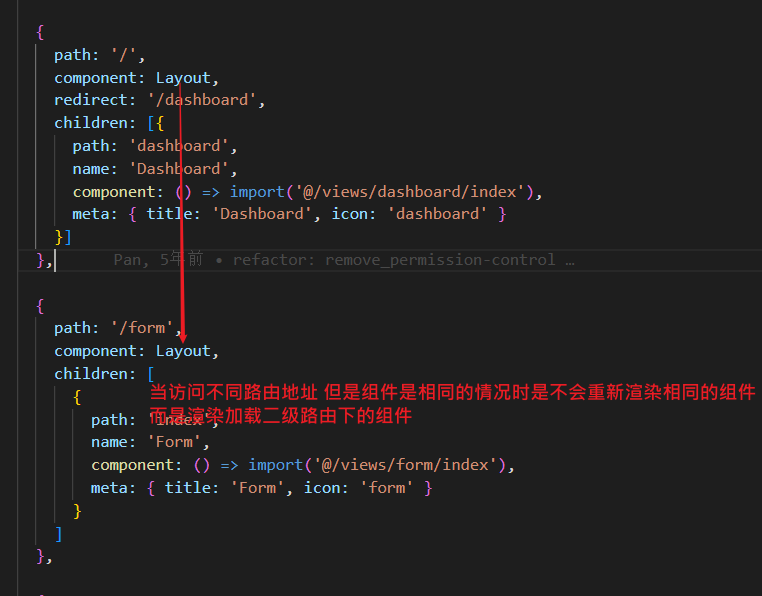 {
path: '/',
component: Layout,
redirect: '/dashboard',
children: [{
path: 'dashboard',
name: 'Dashboard',
component: () => import('@/views/dashboard/index'),
meta: { title: 'Dashboard', icon: 'dashboard' }
}]
},
Pan, 5年前 • refactor: remove_permission-control …
{
path: '/form',
component: Layout,
children: [
当访问不同路由地址 但是组件是相同的情况时是不会重新渲染相同的组件
{
而是渲染加载二级路由下的组件
path: 'index',
name: 'Form',
component: () => import('@/views/form/index'),
meta: { title: 'Form', icon: 'form' }
}
]
},